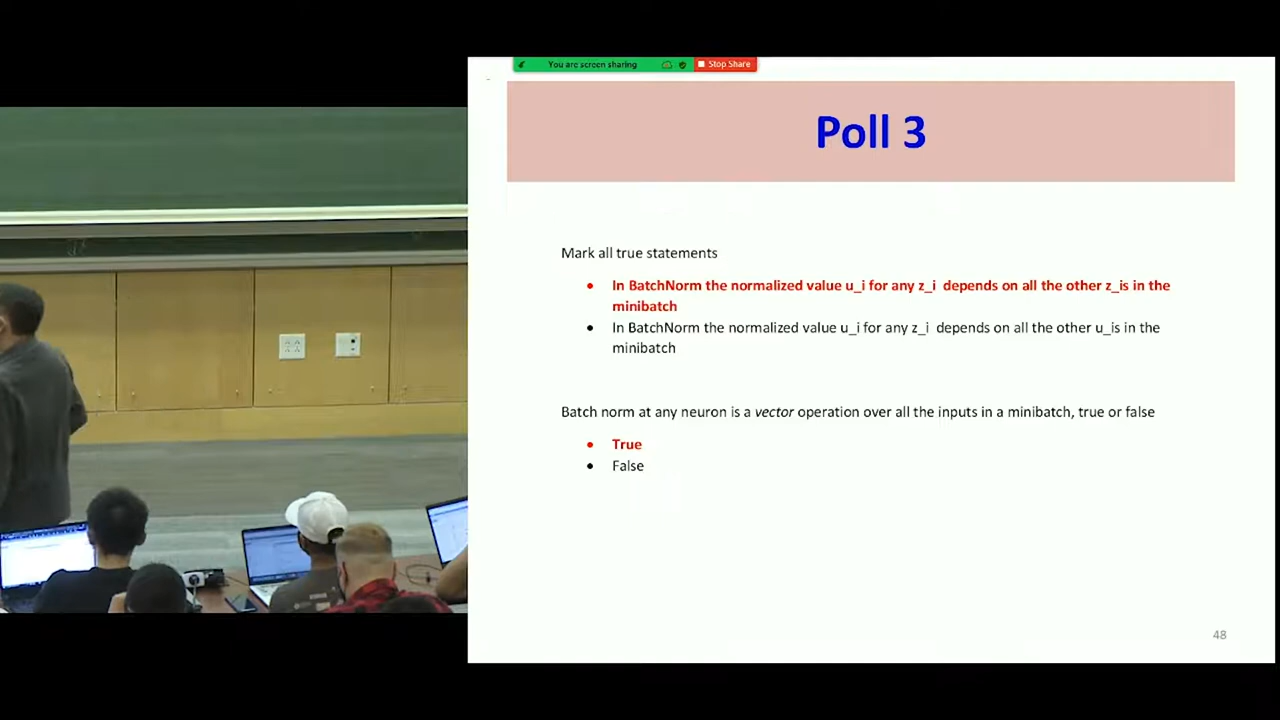 You are screen sharing
Stop Share
Poll 3
Mark all true statements
• In BatchNorm the normalized value u_i for any z_i depends on all the other z_is in the
minibatch
• In BatchNorm the normalized value u_i for any z_i depends on all the other u_is in the
minibatch
Batch norm at any neuron is a vector operation over all the inputs in a minibatch, true or false
• True
• False
48